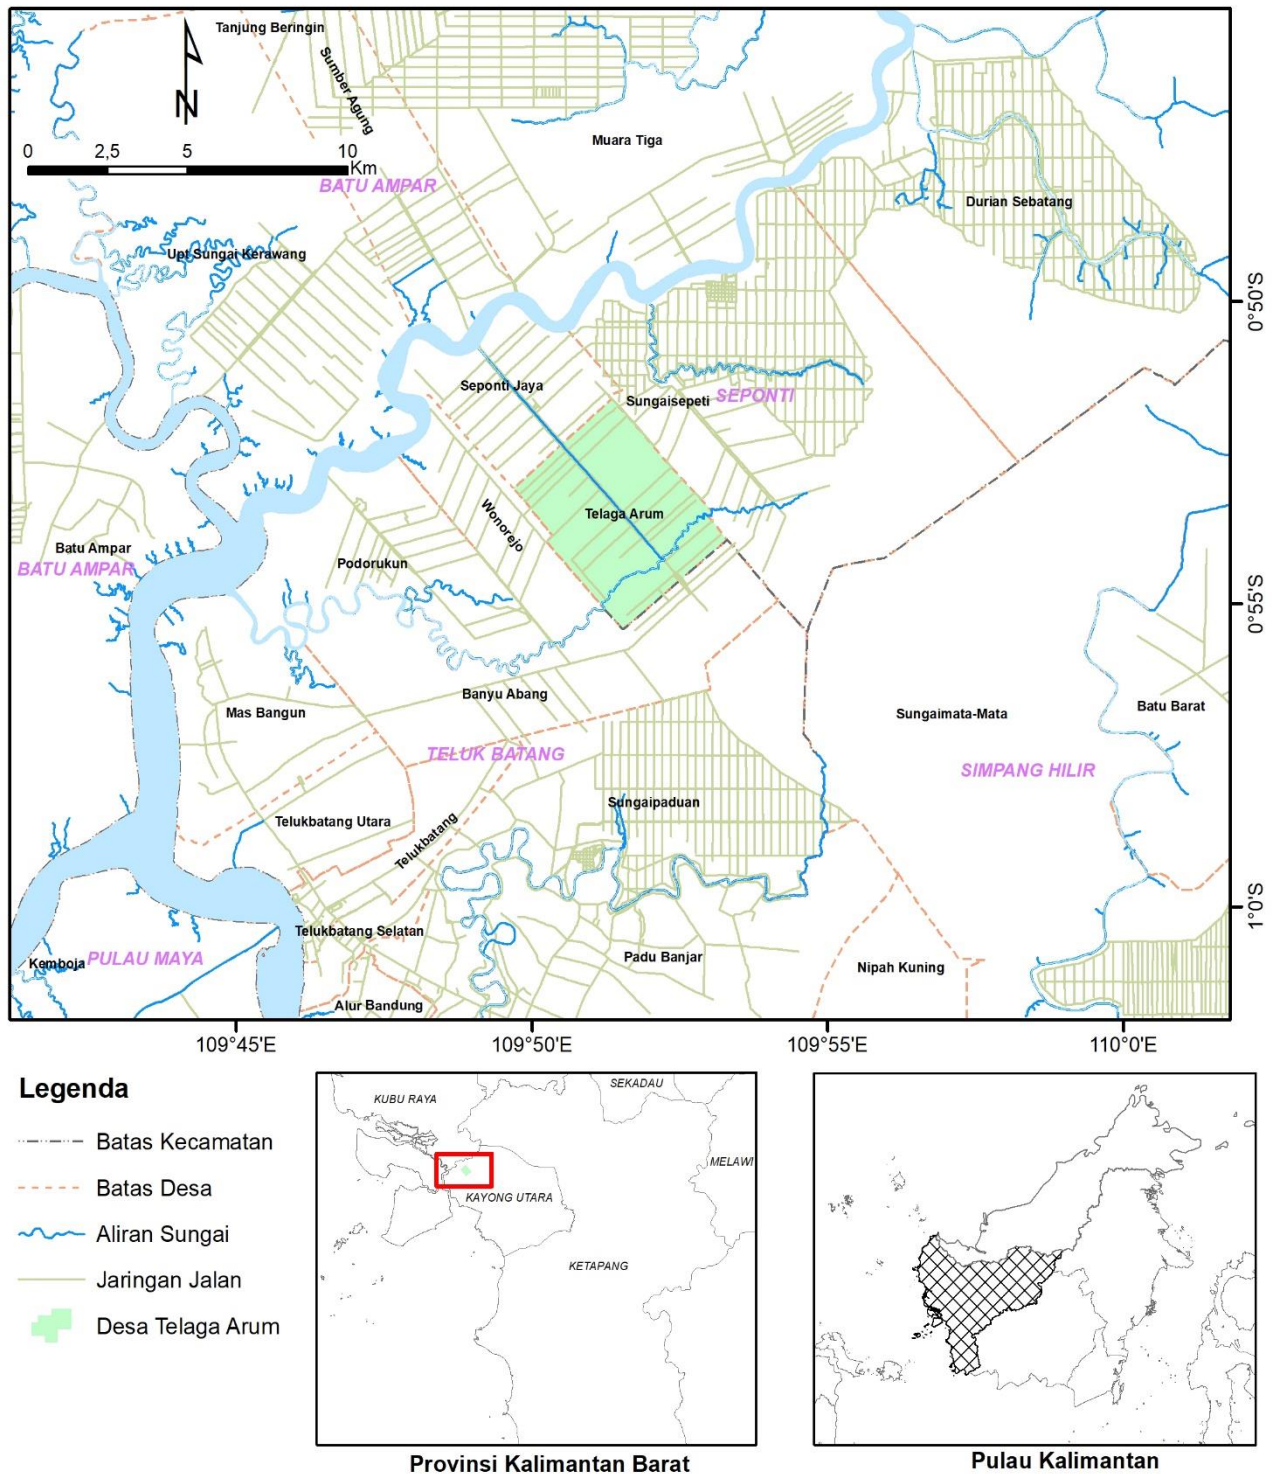 Tanjung Beringin
Sumber Agung
N
Muara Tiga
0 2,5 5 10
Km
BATU AMPAR
Durian Sebatang
Upt Sungai Kerawang
0°50'S
Seponti Jaya
Sungaisepeti
SEPONTI
Telaga Arum
Wonorejo
Batu Ampar
BATU AMPAR
Podorukun
0°55'S
Banyu Abang
Mas Bangun
Batu Barat
Sungaimata-Mata
TELUK BATANG
SIMPANG HILIR
Sungaipaduan
Telukbatang Utara
Telukbatang
1°0'S
Telukbatang Selatan
Kemboja
PULAU MAYA
Padu Banjar
Nipah Kuning
Alur Bandung
109°45'E 109°50'E 109°55'E 110°0'E
Legenda
Batas Kecamatan
Batas Desa
Aliran Sungai
Jaringan Jalan
Desa Telaga Arum
SEKADAU
KUBU RAYA
MELAWI
KAYONG UTARA
KETAPANG
Provinsi Kalimantan Barat
Pulau Kalimantan